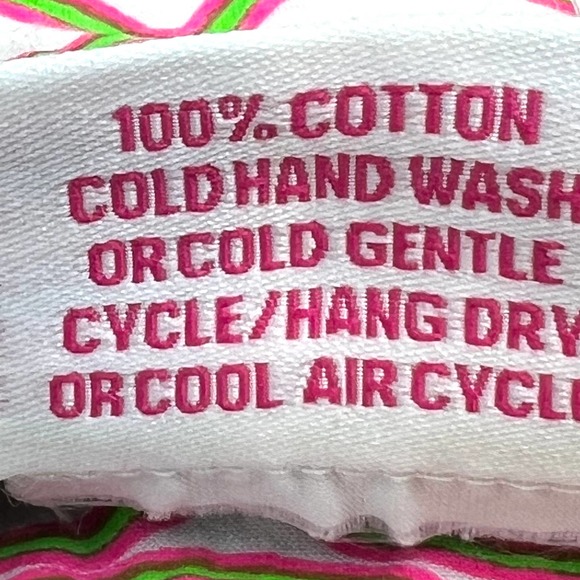 100% COTTON
COLD HAND WASH
OR COLD GENTLE
CYCLE/HANG DRY
OR COOL AIR CYCLE